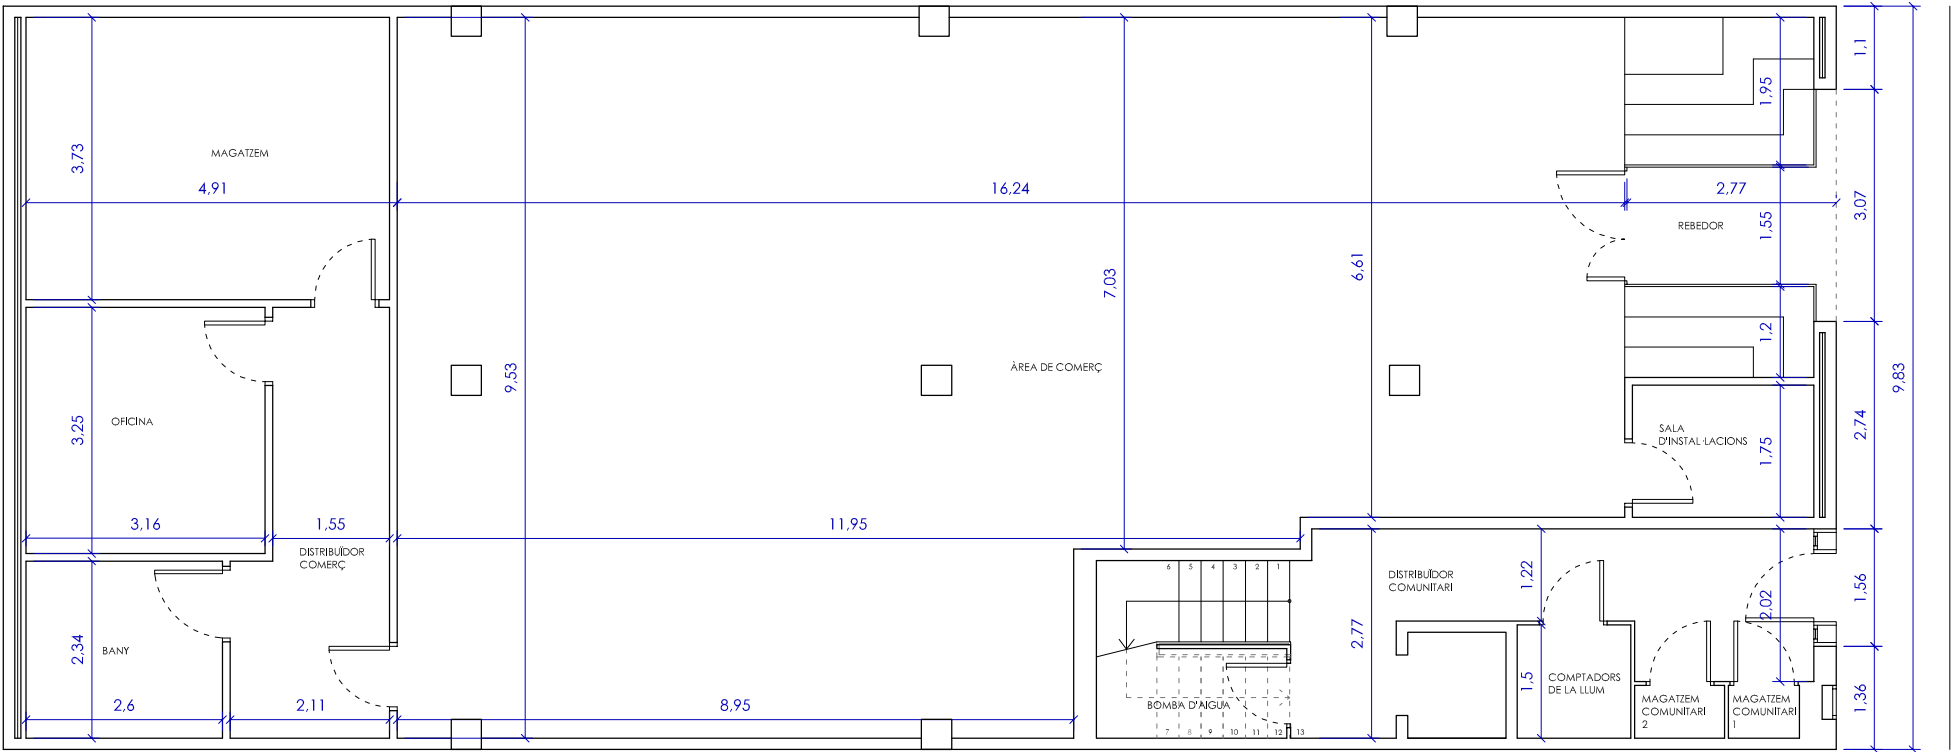 1,1
3,73
1,95
MAGATZEM
4,91
16,24
2,77
3,07
REBEDOR
1,55
7,03
6,61
1,2
ÀREA DE COMERÇ
9,53
9,83
OFICINA
3,25
2,74
SALA
D'INSTAL·LACIONS
1,75
3,16
1,55
11,95
DISTRIBUÏDOR
COMERÇ
6 5 4 3 2 1
DISTRIBUÏDOR
COMUNITARI
1,22
2,02
1,56
2,34
BANY
2,77
1,5
COMPTADORS
DE LA LLUM
MAGATZEM
COMUNITARI
2
MAGATZEM
COMUNITARI
1
1,36
2,6
2,11
8,95
BOMBA D'AIGUA
7 8 9 10 11 12 13